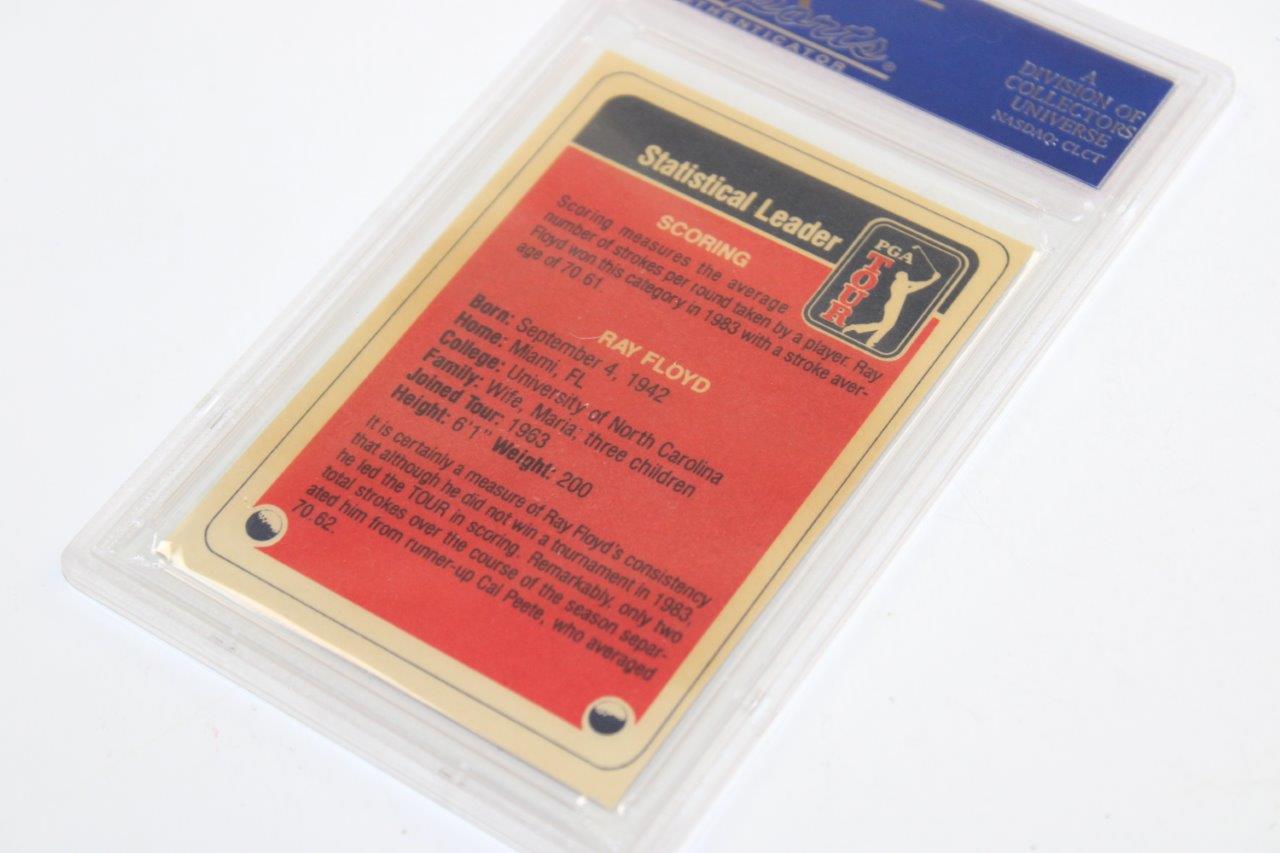 Sports
AUTHENTICATOR
A
DIVISION OF
COLLECTORS
UNIVERSE
NASDAQ: CLCT
Statistical Leader
PGA
TOUR
SCORING
Scoring measures the average
number of strokes per round taken by a player. Ray
Floyd won this category in 1983 with a stroke aver-
age of 70.61.
RAY FLOYD
Born: September 4, 1942
Home: Miami, FL
College: University of North Carolina
Family: Wife, Maria; three children
Joined Tour: 1963
Height: 6'1" Weight: 200
It is certainly a measure of Ray Floyd's consistency
that although he did not win a tournament in 1983,
he led the TOUR in scoring. Remarkably, only two
total strokes over the course of the season separ-
ated him from runner-up Cal Peete, who averaged
70.62.